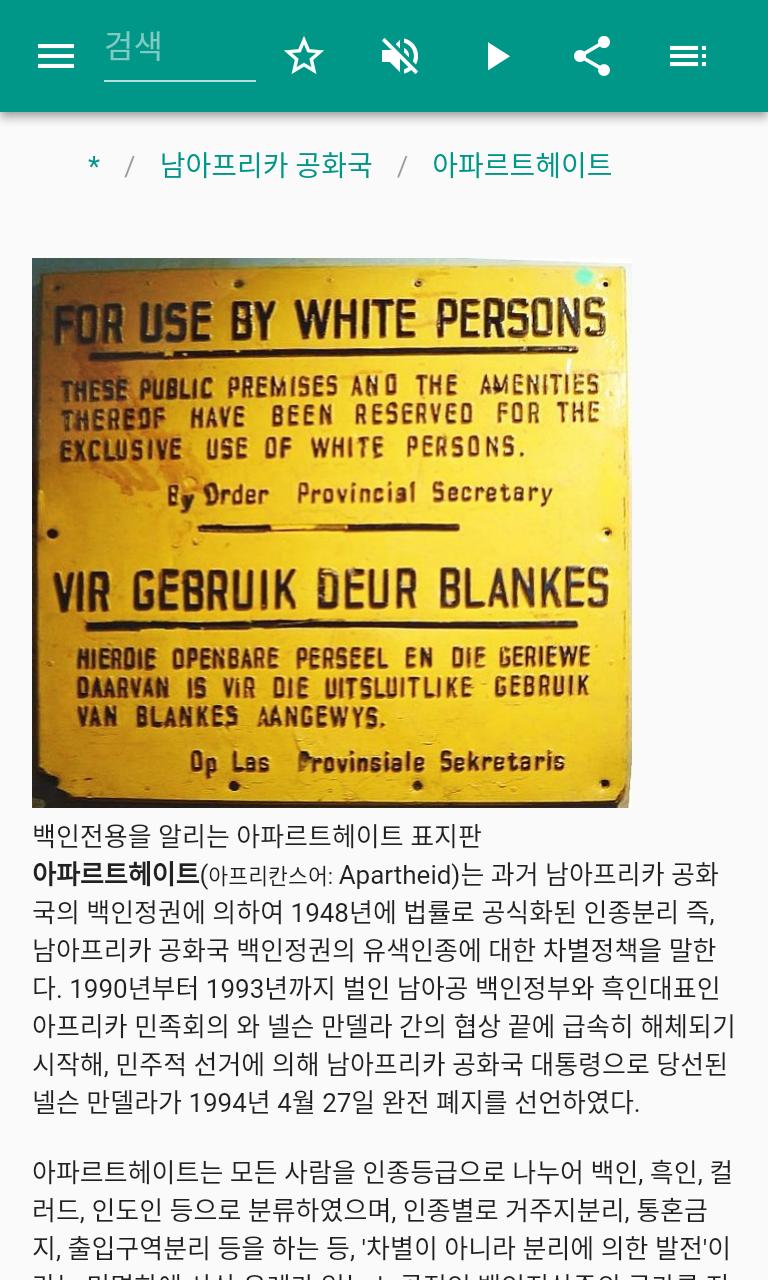 검색
* / 남아프리카 공화국 / 아파르트헤이트
FOR USE BY WHITE PERSONS
THESE PUBLIC PREMISES AND THE AMENITIES
THEREOF HAVE BEEN RESERVED FOR THE
EXCLUSIVE USE OF WHITE PERSONS.
By Order Provincial Secretary
VIR GEBRUIK DEUR BLANKES
HIERDIE OPENBARE PERSEEL EN DIE GERIEWE
DAARVAN IS VIR DIE UITSLUITLIKE GEBRUIK
VAN BLANKES AANGEWYS.
Op Las Provinsiale Sekretaris
백인전용을 알리는 아파르트헤이트 표지판
아파르트헤이트(아프리칸스어: Apartheid)는 과거 남아프리카 공화
국의 백인정권에 의하여 1948년에 법률로 공식화된 인종분리 즉,
남아프리카 공화국 백인정권의 유색인종에 대한 차별정책을 말한
다. 1990년부터 1993년까지 벌인 남아공 백인정부와 흑인대표인
아프리카 민족회의 와 넬슨 만델라 간의 협상 끝에 급속히 해체되기
시작해, 민주적 선거에 의해 남아프리카 공화국 대통령으로 당선된
넬슨 만델라가 1994년 4월 27일 완전 폐지를 선언하였다.
아파르트헤이트는 모든 사람을 인종등급으로 나누어 백인, 흑인, 컬
러드, 인도인 등으로 분류하였으며, 인종별로 거주지분리, 통혼금
지, 출입구역분리 등을 하는 등, '차별이 아니라 분리에 의한 발전'이